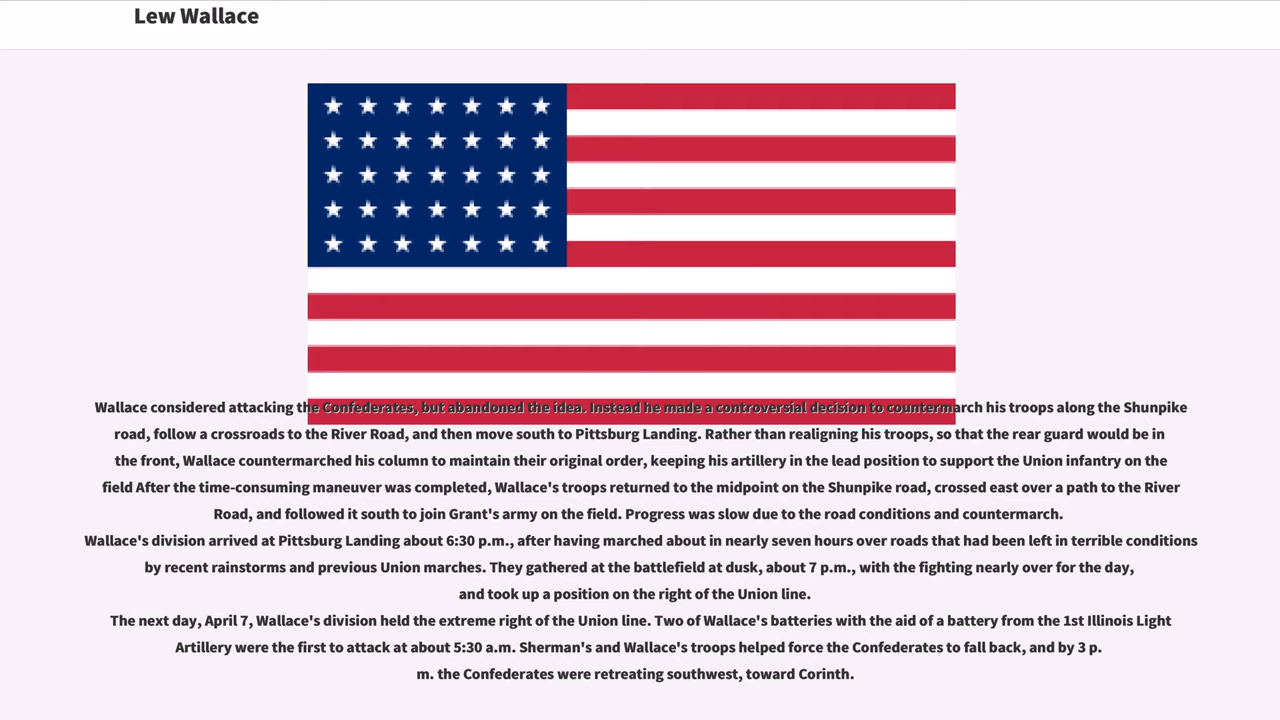 Lew Wallace
Wallace considered attacking the Confederates, but abandoned the idea. Instead he made a controversial decision to countermarch his troops along the Shunpike
road, follow a crossroads to the River Road, and then move south to Pittsburg Landing. Rather than realigning his troops, so that the rear guard would be in
the front, Wallace countermarched his column to maintain their original order, keeping his artillery in the lead position to support the Union infantry on the
field After the time-consuming maneuver was completed, Wallace's troops returned to the midpoint on the Shunpike road, crossed east over a path to the River
Road, and followed it south to join Grant's army on the field. Progress was slow due to the road conditions and countermarch.
Wallace's division arrived at Pittsburg Landing about 6:30 p.m., after having marched about in nearly seven hours over roads that had been left in terrible conditions
by recent rainstorms and previous Union marches. They gathered at the battlefield at dusk, about 7 p.m., with the fighting nearly over for the day,
and took up a position on the right of the Union line.
The next day, April 7, Wallace's division held the extreme right of the Union line. Two of Wallace's batteries with the aid of a battery from the 1st Illinois Light
Artillery were the first to attack at about 5:30 a.m. Sherman's and Wallace's troops helped force the Confederates to fall back, and by 3 p.
m. the Confederates were retreating southwest, toward Corinth.